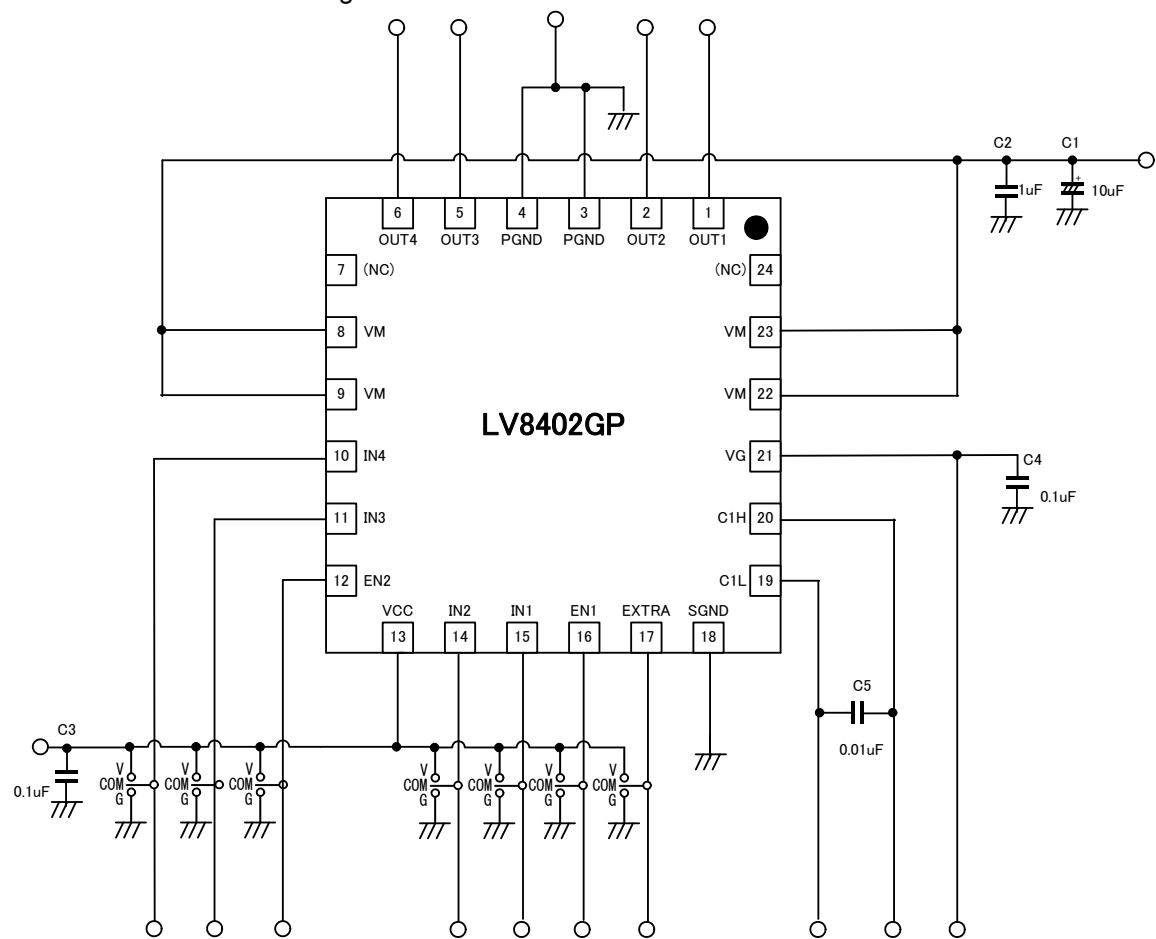 g
C2 C1
+
1uF 10uF
6 5 4 3 2 1
OUT4 OUT3 PGND PGND OUT2 OUT1
7 (NC) (NC) 24
8 VM VM 23
9 VM VM 22
LV8402GP
10 IN4 VG 21
C4
0.1uF
11 IN3 C1H 20
12 EN2 C1L 19
VCC IN2 IN1 EN1 EXTRA SGND
13 14 15 16 17 18
C5
0.01uF
C3
0.1uF
V V V V V V V
COM COM COM COM COM COM COM
G G G G G G G